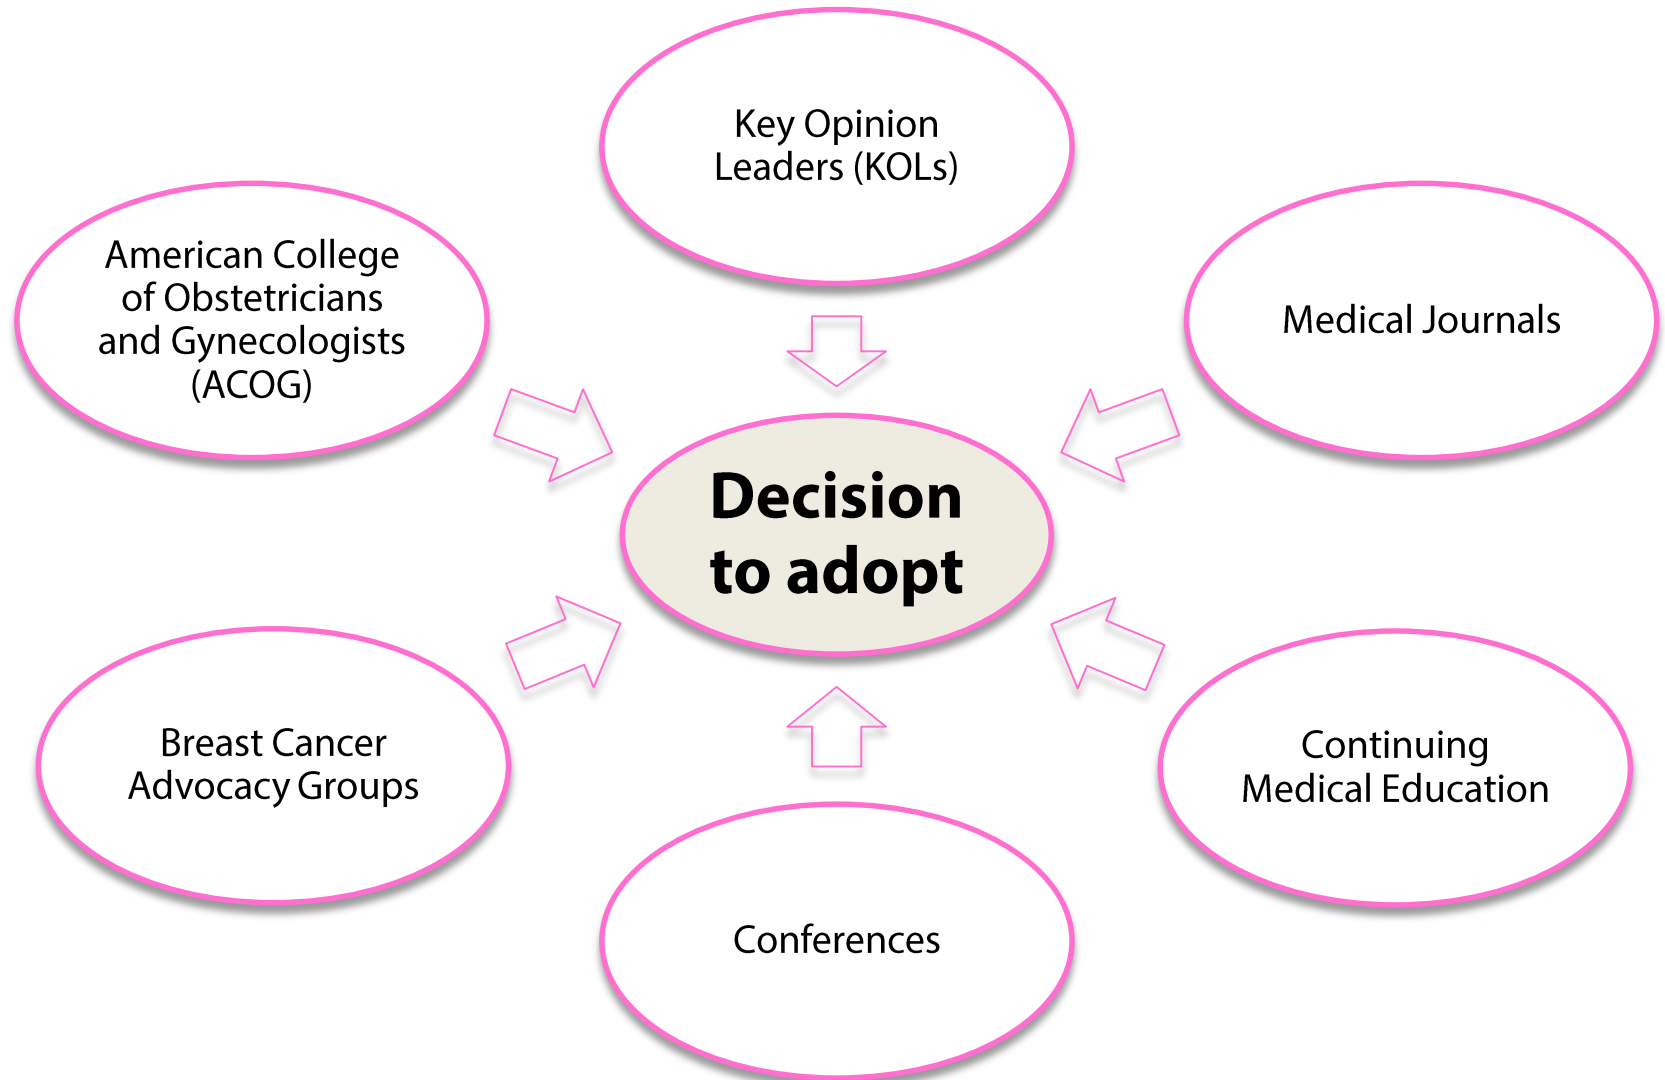 Key Opinion
Leaders (KOLs)
American College
of Obstetricians
and Gynecologists
(ACOG)
Medical Journals
Decision
to adopt
Breast Cancer
Advocacy Groups
Continuing
Medical Education
Conferences